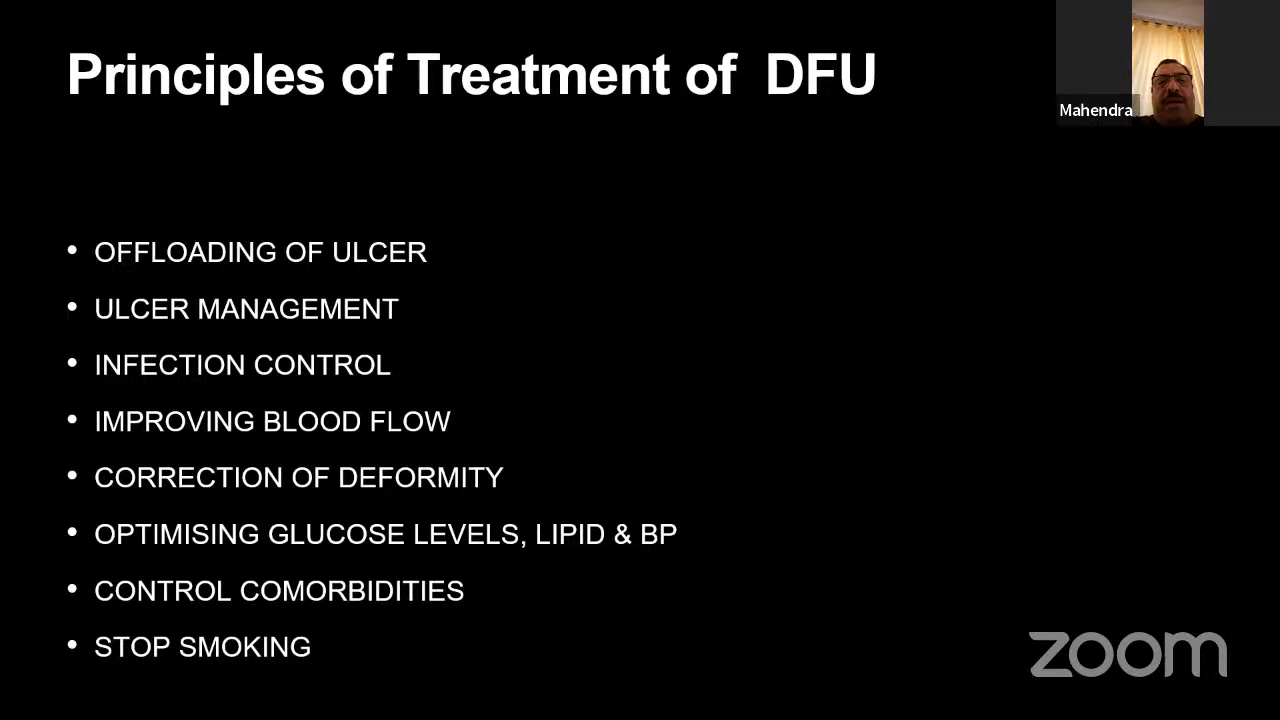 Principles of Treatment of DFU
Mahendra
• OFFLOADING OF ULCER
• ULCER MANAGEMENT
• INFECTION CONTROL
• IMPROVING BLOOD FLOW
• CORRECTION OF DEFORMITY
• OPTIMISING GLUCOSE LEVELS, LIPID & BP
• CONTROL COMORBIDITIES
• STOP SMOKING
zoom